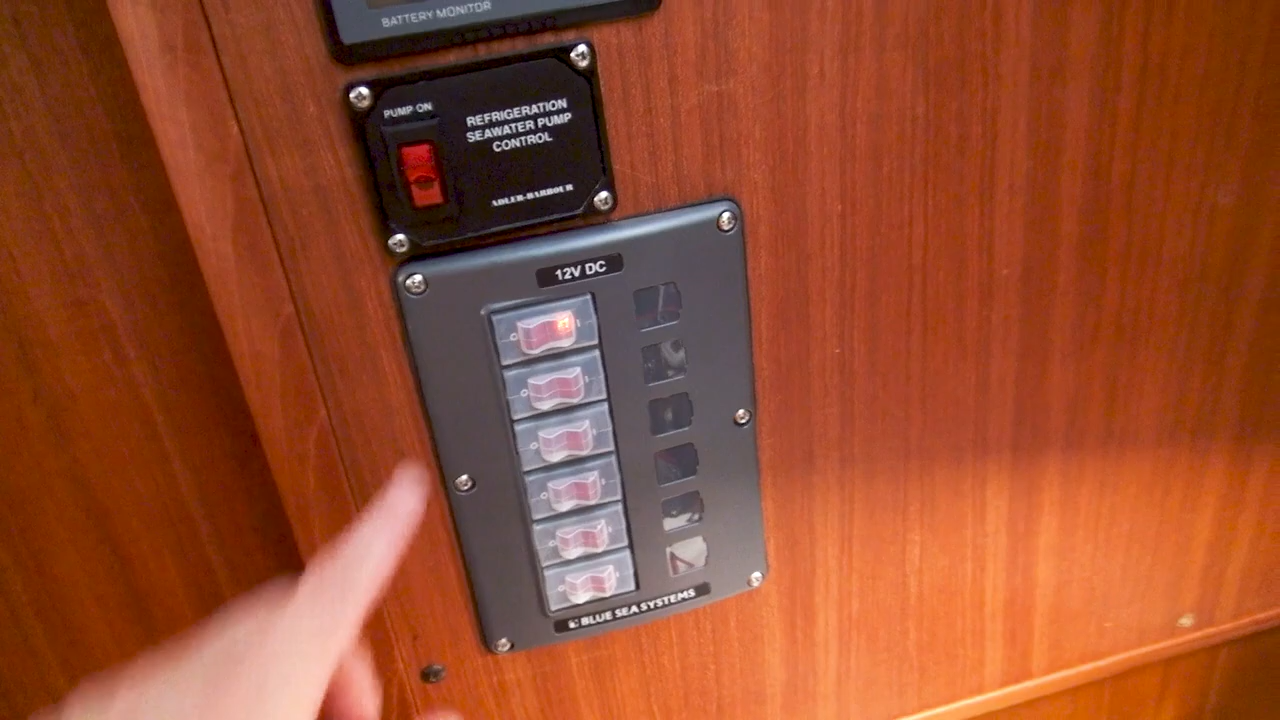 BATTERY MONITOR
PUMP ON
REFRIGERATION
SEAWATER PUMP
CONTROL
ADLER-BARBOUR
12V DC
BLUE SEA SYSTEMS